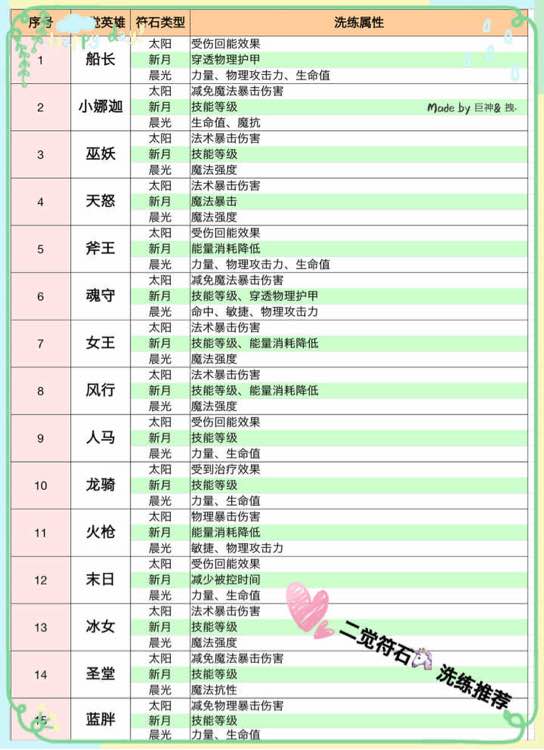 序号 觉英雄 符石类型 洗练属性
happy day!
太阳 受伤回能效果
1 船长 新月 穿透物理护甲
晨光 力量、物理攻击力、生命值
太阳 减免魔法暴击伤害
2 小娜迦 新月 技能等级
Made by 巨神& 拽.
晨光 生命值、魔抗
太阳 法术暴击伤害
3 巫妖 新月 技能等级
晨光 魔法强度
太阳 法术暴击伤害
4 天怒 新月 魔法暴击
晨光 魔法强度
太阳 受伤回能效果
5 斧王 新月 能量消耗降低
晨光 力量、物理攻击力、生命值
太阳 减免魔法暴击伤害
6 魂守 新月 技能等级、穿透物理护甲
晨光 命中、敏捷、物理攻击力
太阳 法术暴击伤害
7 女王 新月 技能等级、能量消耗降低
晨光 魔法强度
太阳 法术暴击伤害
8 风行 新月 技能等级、能量消耗降低
晨光 魔法强度
太阳 受伤回能效果
9 人马 新月 技能等级
晨光 力量、生命值
太阳 受到治疗效果
10 龙骑 新月 技能等级
晨光 力量、生命值
太阳 物理暴击伤害
11 火枪 新月 能量消耗降低
晨光 敏捷、物理攻击力
太阳 受伤回能效果
12 末日 新月 减少被控时间
晨光 力量、生命值
太阳 法术暴击伤害
13 冰女 新月 技能等级
晨光 魔法强度
二觉符石 洗练推荐
太阳 减免魔法暴击伤害
14 圣堂 新月 技能等级
晨光 魔法抗性
太阳 减免物理暴击伤害
15 蓝胖 新月 技能等级
晨光 力量、生命值